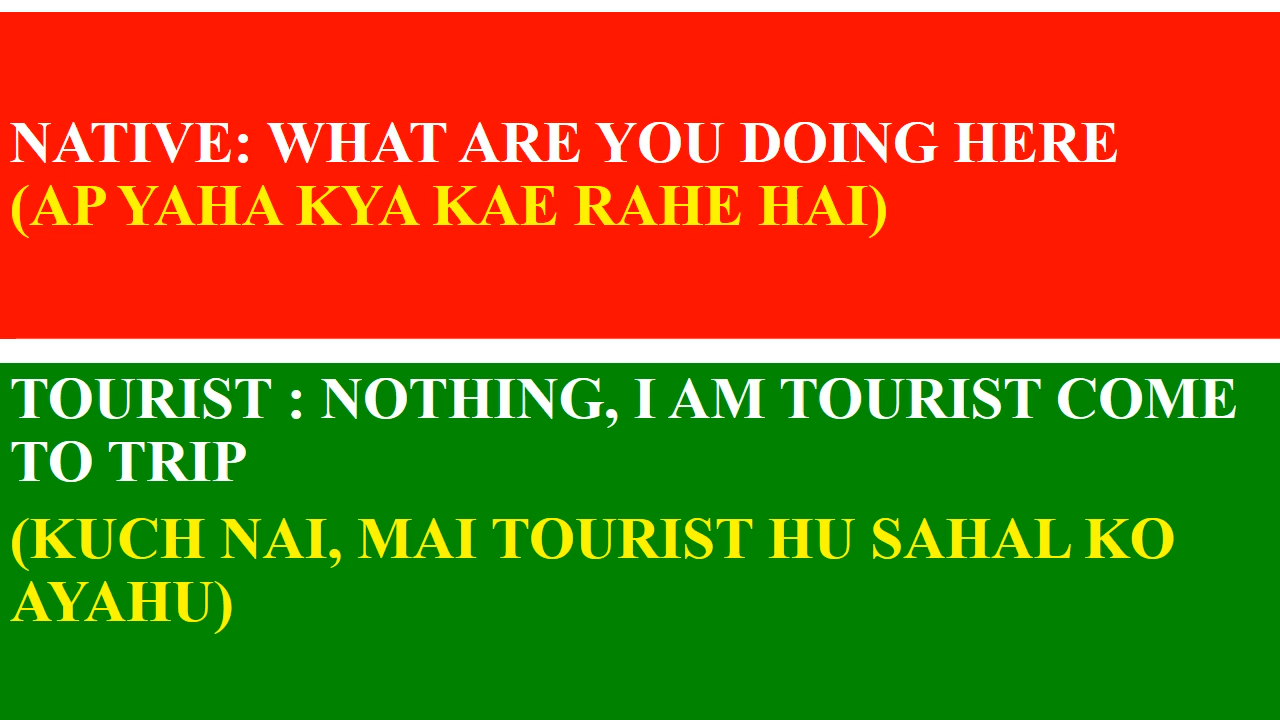 NATIVE: WHAT ARE YOU DOING HERE
(AP YAHA KYA KAE RAHE HAI)
TOURIST : NOTHING, I AM TOURIST COME
TO TRIP
(KUCH NAI, MAI TOURIST HU SAHAL KO
AYAHU)